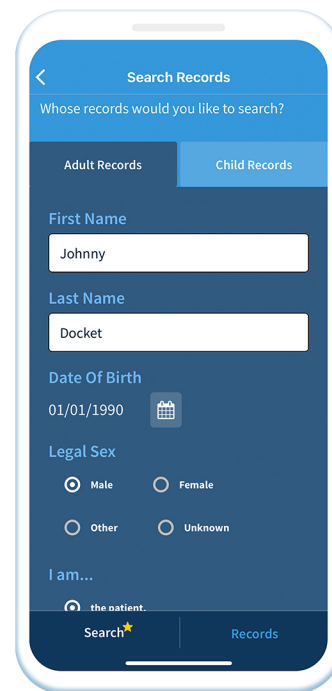 Search Records
Whose records would you like to search?
Adult Records Child Records
First Name
Johnny
Last Name
Docket
Date Of Birth
01/01/1990
Legal Sex
Male Female
Other Unknown
I am...
the patient.
Search Records